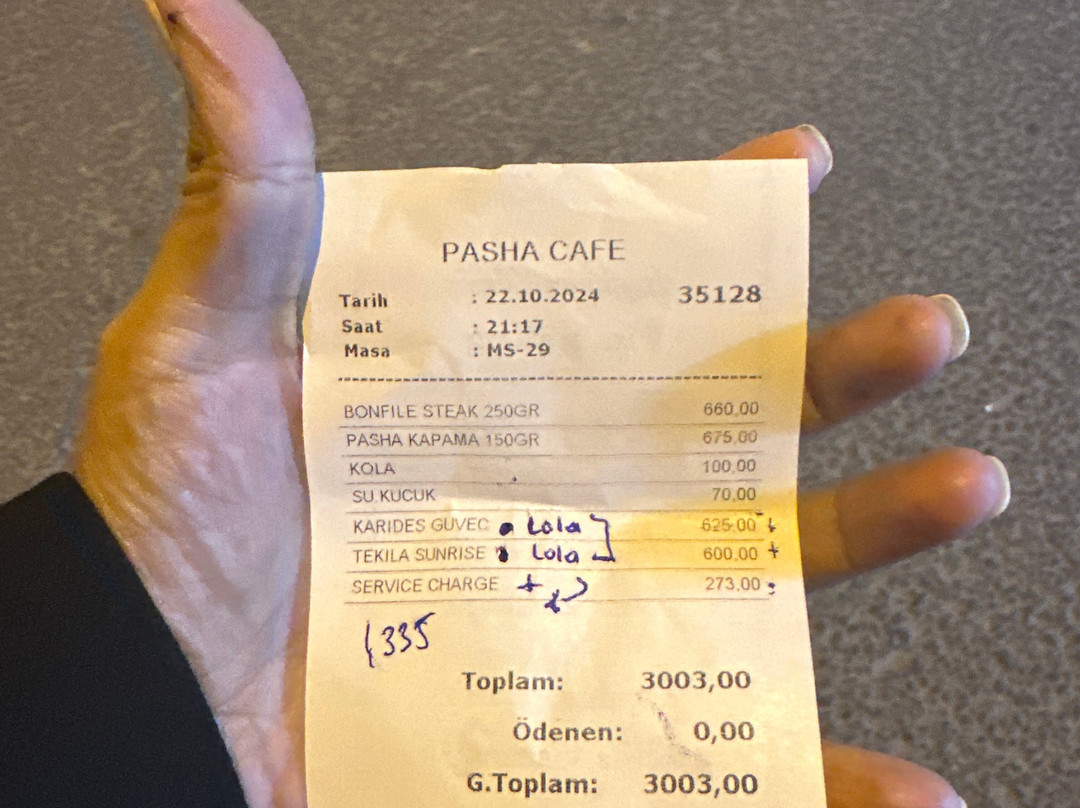 PASHA CAFE
Tarih : 22.10.2024 35128
Saat : 21:17
Masa : MS-29
BONFILE STEAK 250GR 660,00
PASHA KAPAMA 150GR 675,00
KOLA 100,00
SU KUCUK 70,00
KARIDES GUVEC • Lola 625,00 +
TEKILA SUNRISE • Lola 600,00 +
SERVICE CHARGE + 273,00
1335
Toplam: 3003,00
Ödenen: 0,00
G.Toplam: 3003,00